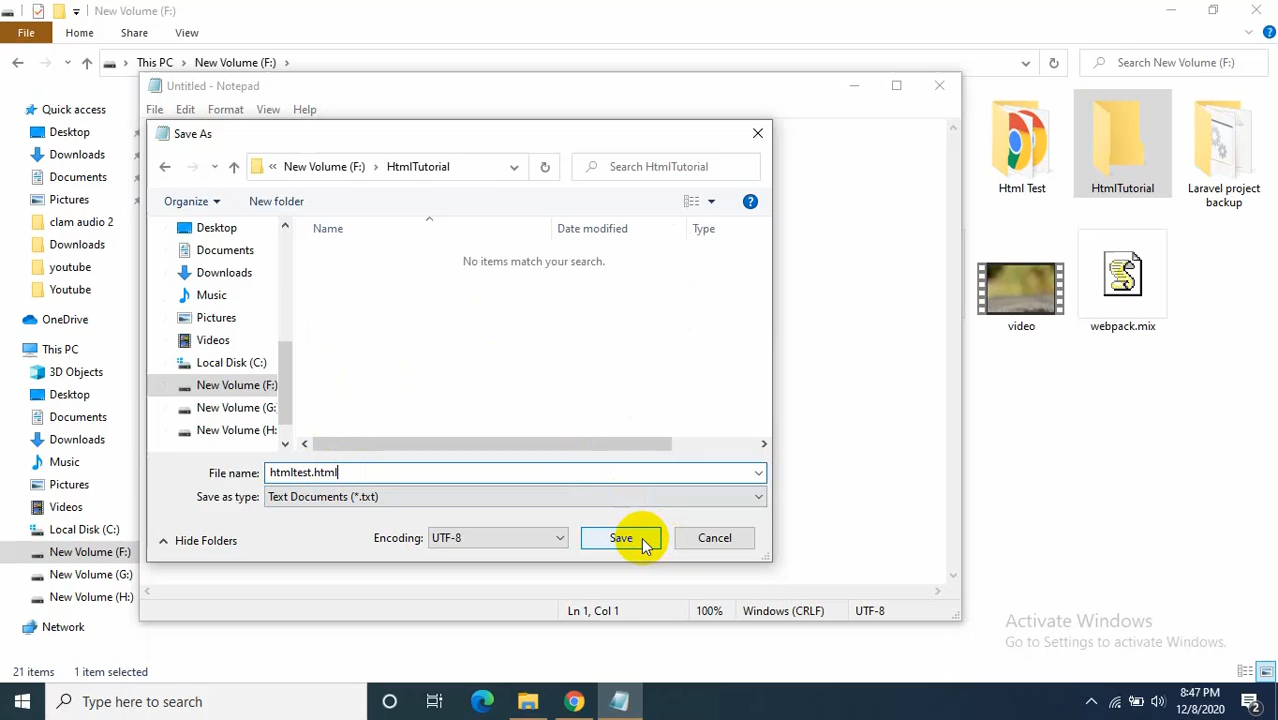 New Volume (F:)
File Home Share View
This PC New Volume (F:) Search New Volume (F:)
Quick access
Desktop
Downloads
Documents
Pictures
clam audio 2
Downloads
youtube
Youtube
OneDrive
This PC
3D Objects
Desktop
Documents
Downloads
Music
Pictures
Videos
Local Disk (C:)
New Volume (F:)
New Volume (G:)
New Volume (H:)
Network
21 items 1 item selected
Untitled - Notepad
File Edit Format View Help
Save As
« New Volume (F:) HtmlTutorial Search HtmlTutorial
Organize New folder
Name Date modified Type
No items match your search.
Desktop
Documents
Downloads
Music
Pictures
Videos
Local Disk (C:)
New Volume (F:)
New Volume (G:
New Volume (H:
File name: htmltest.html
Save as type: Text Documents (*.txt)
Hide Folders Encoding: UTF-8 Save Cancel
Ln 1, Col 1 100% Windows (CRLF) UTF-8
Html Test HtmlTutorial Laravel project
backup
video webpack.mix
Activate Windows
Go to Settings to activate Windows.
Type here to search
8:47 PM
12/8/2020
2